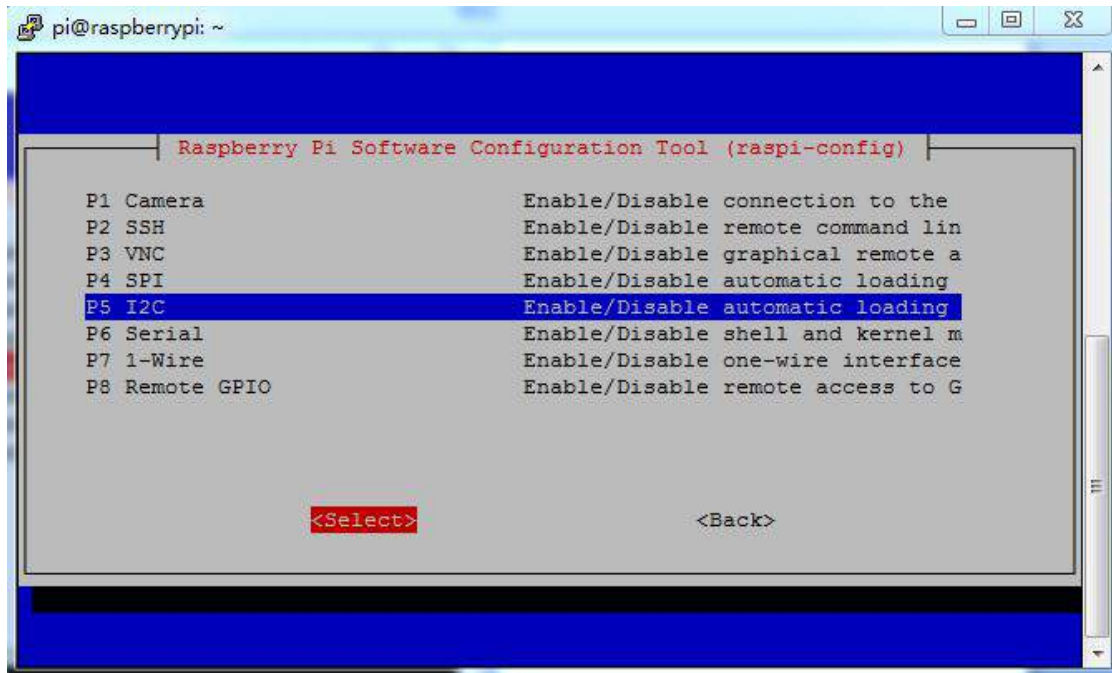 pi@raspberrypi: ~
Raspberry Pi Software Configuration Tool (raspi-config)
P1 Camera Enable/Disable connection to the
P2 SSH Enable/Disable remote command lin
P3 VNC Enable/Disable graphical remote a
P4 SPI Enable/Disable automatic loading
P5 I2C Enable/Disable automatic loading
P6 Serial Enable/Disable shell and kernel m
P7 1-Wire Enable/Disable one-wire interface
P8 Remote GPIO Enable/Disable remote access to G
<Select> <Back>